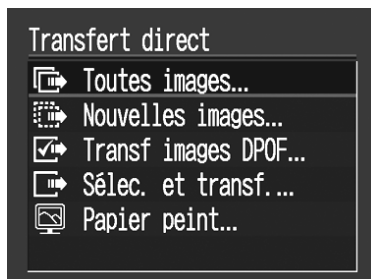 Transfert direct
Toutes images...
Nouvelles images...
Transf images DPOF...
Sélec. et transf....
Papier peint...